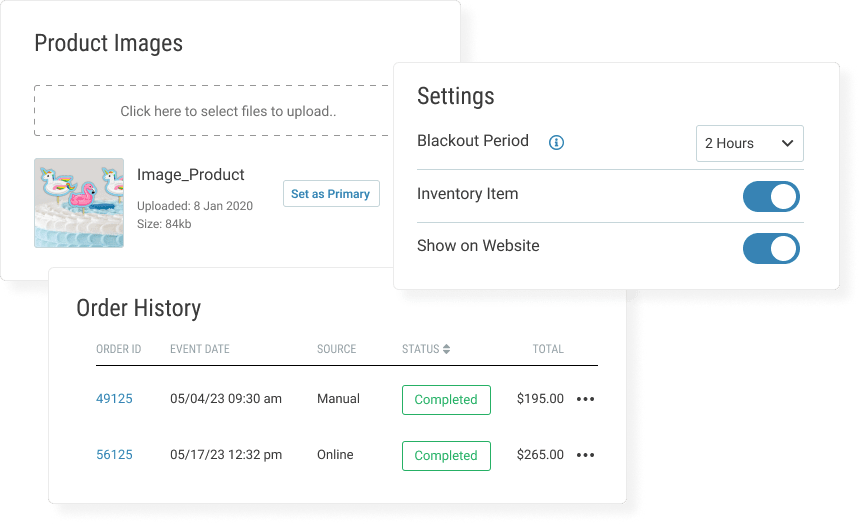 Product Images
Click here to select files to upload..
Image_Product
Uploaded: 8 Jan 2020
Size: 84kb
Set as Primary
Settings
Blackout Period
2 Hours
Inventory Item
Show on Website
Order History
ORDER ID EVENT DATE SOURCE STATUS TOTAL
49125 05/04/23 09:30 am Manual Completed $195.00
56125 05/17/23 12:32 pm Online Completed $265.00